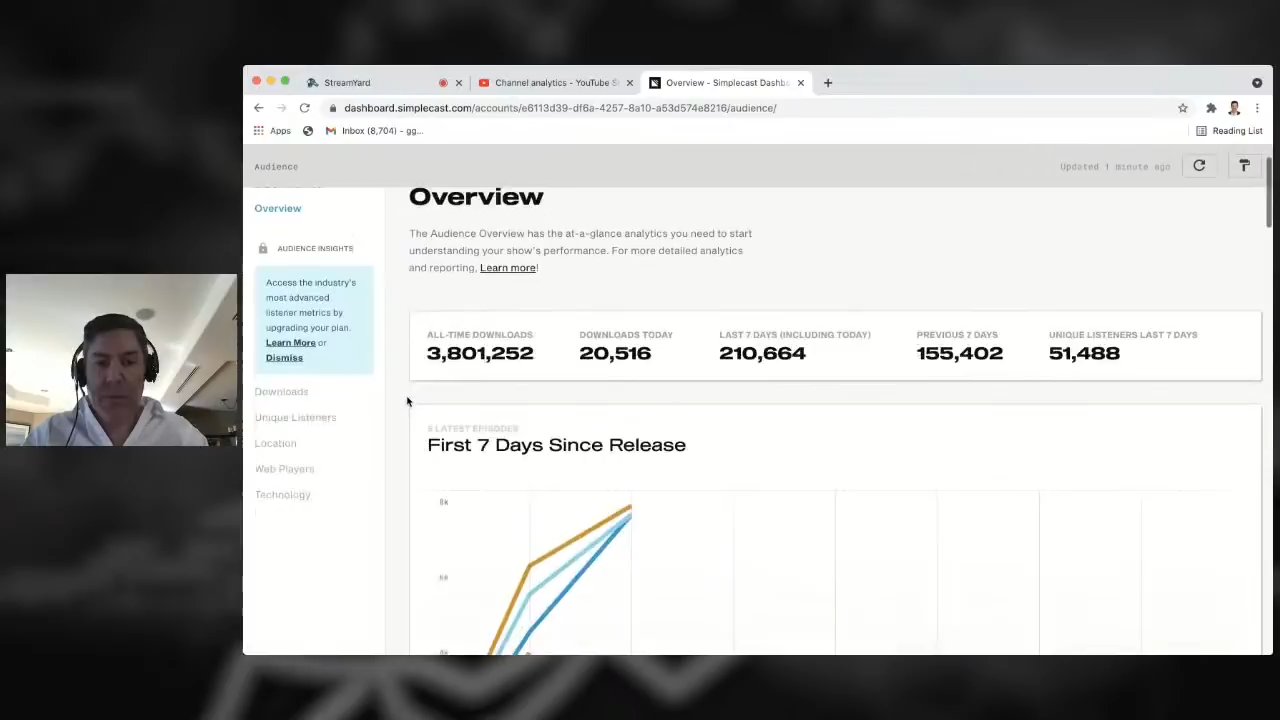 StreamYard
Channel analytics - YouTube S
Overview - Simplecast Dashb
dashboard.simplecast.com/accounts/e6113d39-df6a-4257-8a10-a53d574e8216/audience/
Apps
Inbox (8,704) - gg...
Reading List
Audience
Updated 1 minute ago
Overview
Overview
The Audience Overview has the at-a-glance analytics you need to start
understanding your show's performance. For more detailed analytics
and reporting, Learn more!
AUDIENCE INSIGHTS
Access the industry's
most advanced
listener metrics by
upgrading your plan.
Learn More or
Dismiss
Downloads
Unique Listeners
Location
Web Players
Technology
ALL-TIME DOWNLOADS
3,801,252
DOWNLOADS TODAY
20,516
LAST 7 DAYS (INCLUDING TODAY)
210,664
PREVIOUS 7 DAYS
155,402
UNIQUE LISTENERS LAST 7 DAYS
51,488
LATEST EPISODES
First 7 Days Since Release
8k